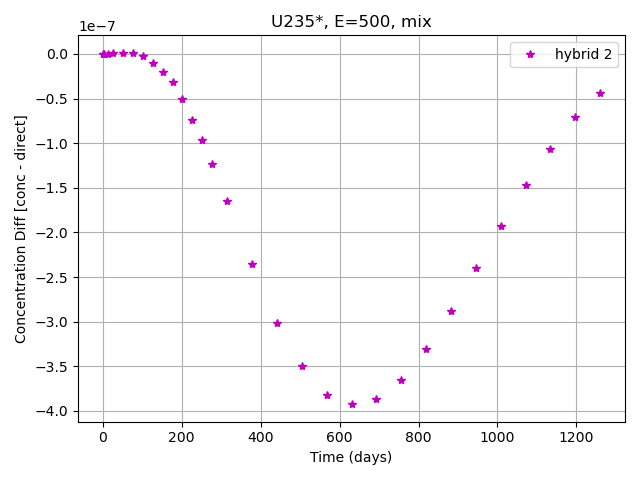 U235*, E=500, mix
1e−7
hybrid 2
0.0
−0.5
−1.0
−1.5
−2.0
−2.5
−3.0
−3.5
−4.0
Concentration Diff [conc - direct]
0 200 400 600 800 1000 1200
Time (days)